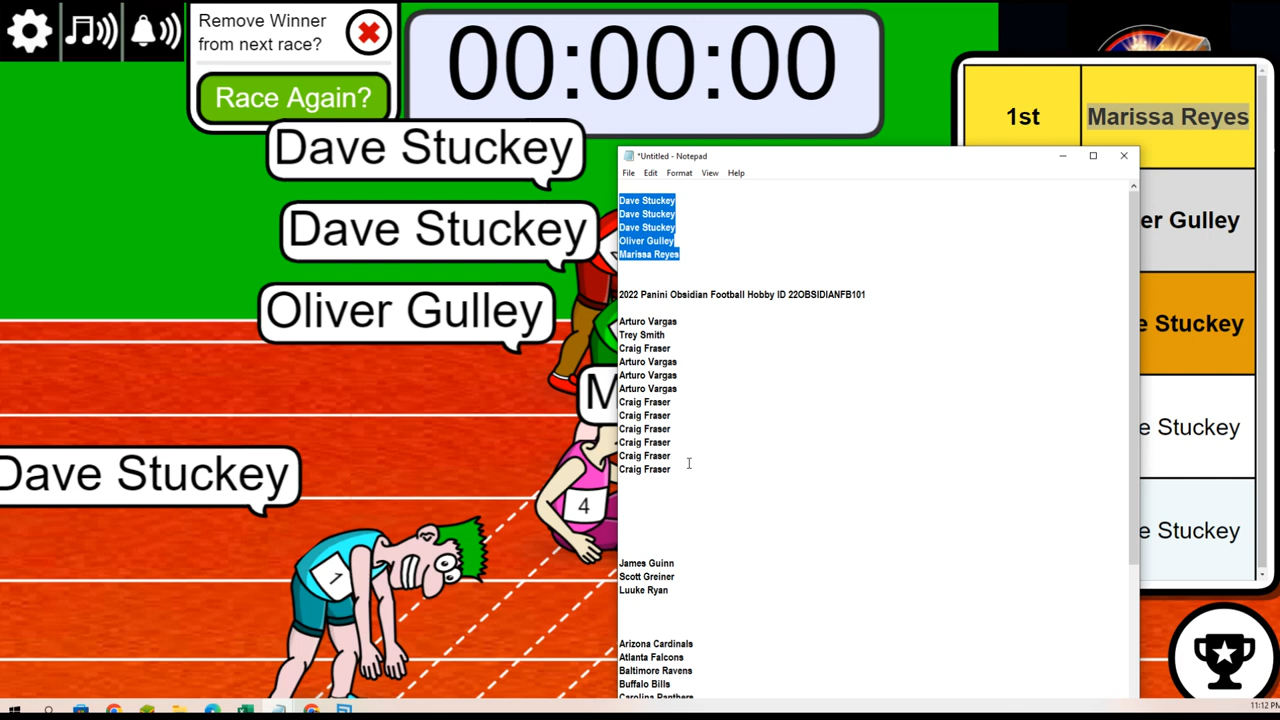 Remove Winner
from next race?
Race Again?
00:00:00
1st
Marissa Reyes
er Gulley
e Stuckey
e Stuckey
e Stuckey
Dave Stuckey
Dave Stuckey
Oliver Gulley
M
Dave Stuckey
1
4
*Untitled - Notepad
File Edit Format View Help
Dave Stuckey
Dave Stuckey
Dave Stuckey
Oliver Gulley
Marissa Reyes
2022 Panini Obsidian Football Hobby ID 22OBSIDIANFB101
Arturo Vargas
Trey Smith
Craig Fraser
Arturo Vargas
Arturo Vargas
Arturo Vargas
Craig Fraser
Craig Fraser
Craig Fraser
Craig Fraser
Craig Fraser
Craig Fraser
James Guinn
Scott Greiner
Luuke Ryan
Arizona Cardinals
Atlanta Falcons
Baltimore Ravens
Buffalo Bills
Carolina Panthers
11:12 PM